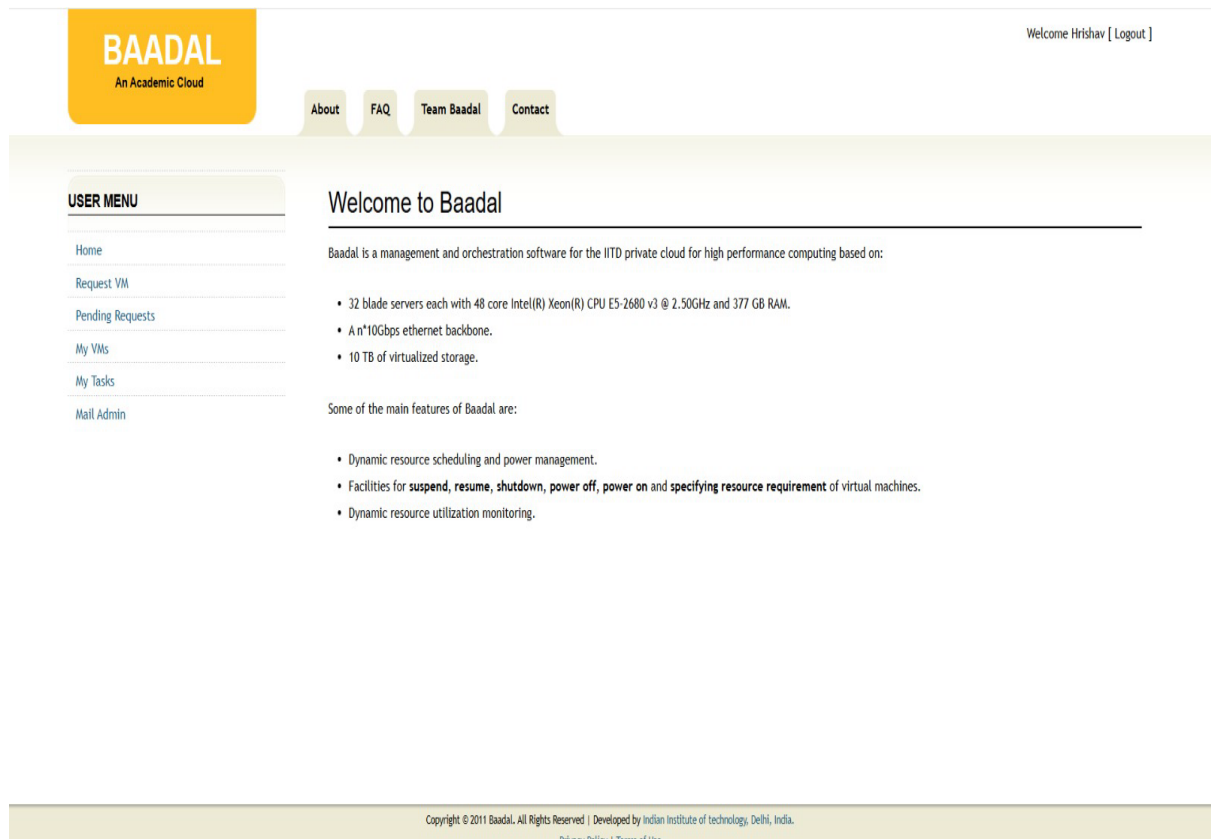 BAADAL
An Academic Cloud
Welcome Hrishav [ Logout ]
About
FAQ
Team Baadal
Contact
USER MENU
Home
Request VM
Pending Requests
My VMs
My Tasks
Mail Admin
Welcome to Baadal
Baadal is a management and orchestration software for the IITD private cloud for high performance computing based on:
• 32 blade servers each with 48 core Intel(R) Xeon(R) CPU E5-2680 v3 @ 2.50GHz and 377 GB RAM.
• A n*10Gbps ethernet backbone.
• 10 TB of virtualized storage.
Some of the main features of Baadal are:
• Dynamic resource scheduling and power management.
• Facilities for suspend, resume, shutdown, power off, power on and specifying resource requirement of virtual machines.
• Dynamic resource utilization monitoring.
Copyright © 2011 Baadal. All Rights Reserved | Developed by Indian Institute of technology, Delhi, India.